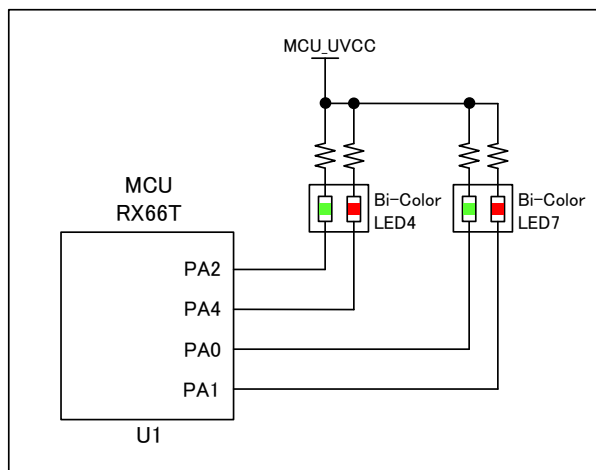 MCU_UVCC
MCU
RX66T
Bi-Color
LED4
Bi-Color
LED7
PA2
PA4
PA0
PA1
U1